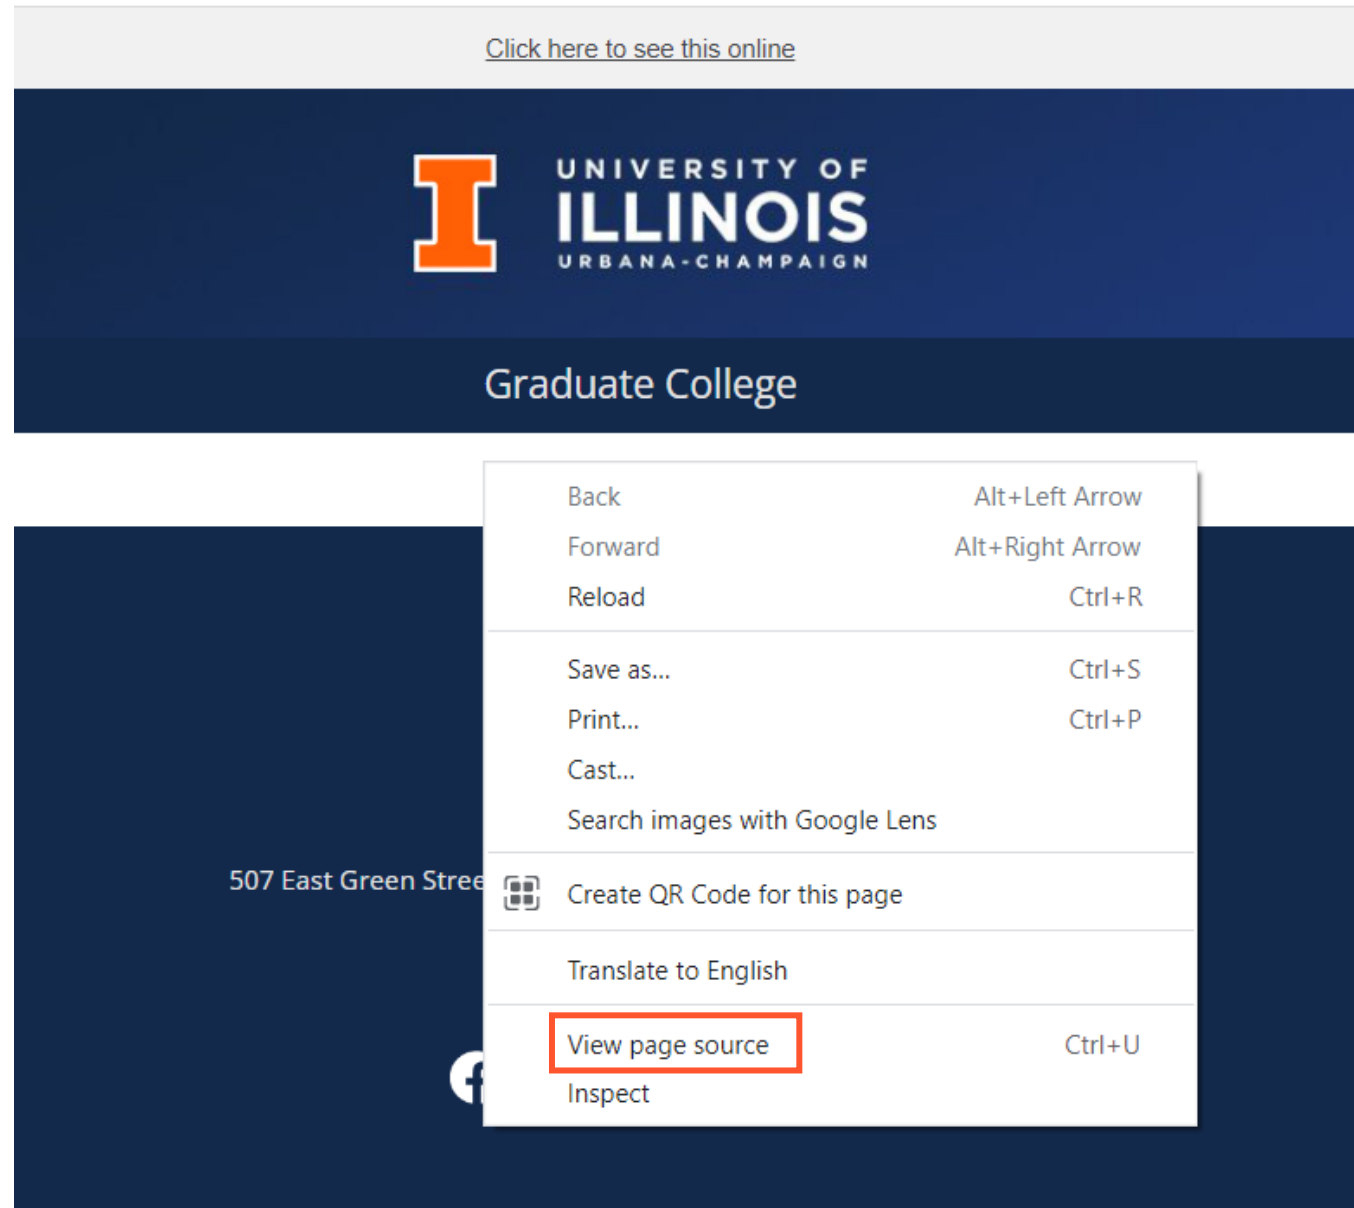 Click here to see this online
UNIVERSITY OF
ILLINOIS
URBANA-CHAMPAIGN
Graduate College
Back Alt+Left Arrow
Forward Alt+Right Arrow
Reload Ctrl+R
Save as... Ctrl+S
Print... Ctrl+P
Cast...
Search images with Google Lens
507 East Green
Create QR Code for this page
Translate to English
View page source Ctrl+U
Inspect